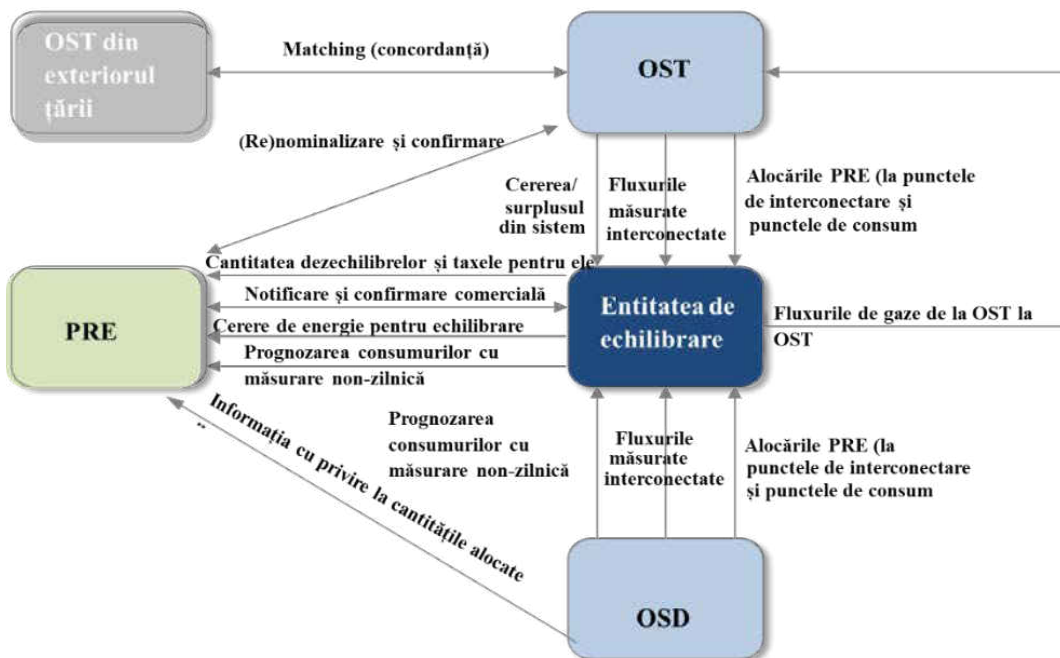 OST din
exteriorul
țării
Matching (concordanță)
OST
(Re)nominalizare și confirmare
Cererea/
surplusul
din sistem
Fluxurile
măsurate
interconectate
Alocările PRE (la punctele
de interconectare și
punctele de consum
Cantitatea dezechilibrelor și taxele pentru ele
Notificare și confirmare comercială
Cerere de energie pentru echilibrare
Prognozarea consumurilor cu
măsurare non-zilnică
PRE
Entitatea de
echilibrare
Fluxurile de gaze de la OST la
OST
Informația cu privire la cantitățile alocate
Prognozarea
consumurilor cu
măsurare non-zilnică
Fluxurile
măsurate
interconectate
Alocările PRE (la
punctele de interconectare
și punctele de consum
OSD